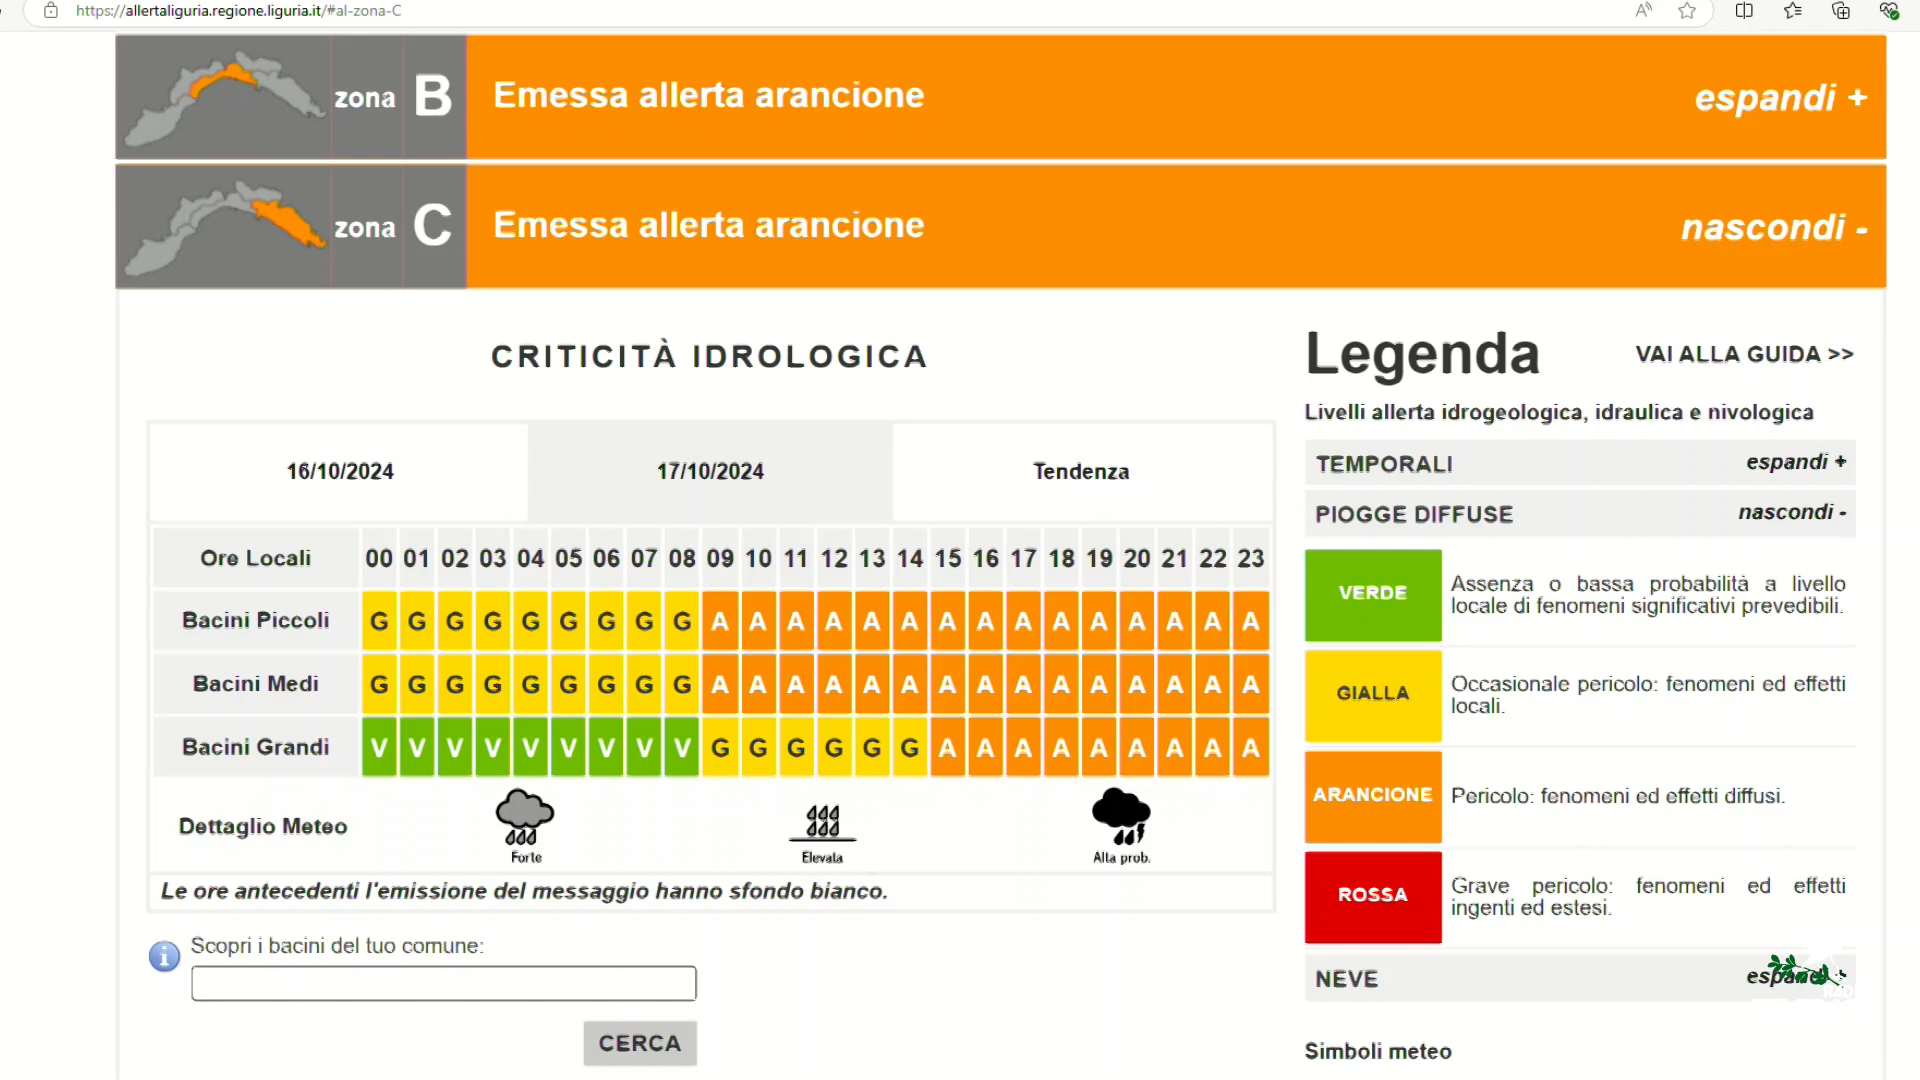 https://allertaliguria.regione.liguria.it/#al-zona-C
zona B Emessa allerta arancione espandi +
zona C Emessa allerta arancione nascondi -
CRITICITÀ IDROLOGICA
16/10/2024 17/10/2024 Tendenza
Ore Locali 00 01 02 03 04 05 06 07 08 09 10 11 12 13 14 15 16 17 18 19 20 21 22 23
Bacini Piccoli G G G G G G G G G A A A A A A A A A A A A A A A
Bacini Medi G G G G G G G G G A A A A A A A A A A A A A A A
Bacini Grandi V V V V V V V V V G G G G G G A A A A A A A A A
Dettaglio Meteo
Forte Elevata Alta prob.
Le ore antecedenti l'emissione del messaggio hanno sfondo bianco.
Scopri i bacini del tuo comune:
CERCA
Legenda VAI ALLA GUIDA >>
Livelli allerta idrogeologica, idraulica e nivologica
TEMPORALI espandi +
PIOGGE DIFFUSE nascondi -
VERDE Assenza o bassa probabilità a livello
locale di fenomeni significativi prevedibili.
GIALLA Occasionale pericolo: fenomeni ed effetti
locali.
ARANCIONE Pericolo: fenomeni ed effetti diffusi.
ROSSA Grave pericolo: fenomeni ed effetti
ingenti ed estesi.
NEVE espandi +
Simboli meteo